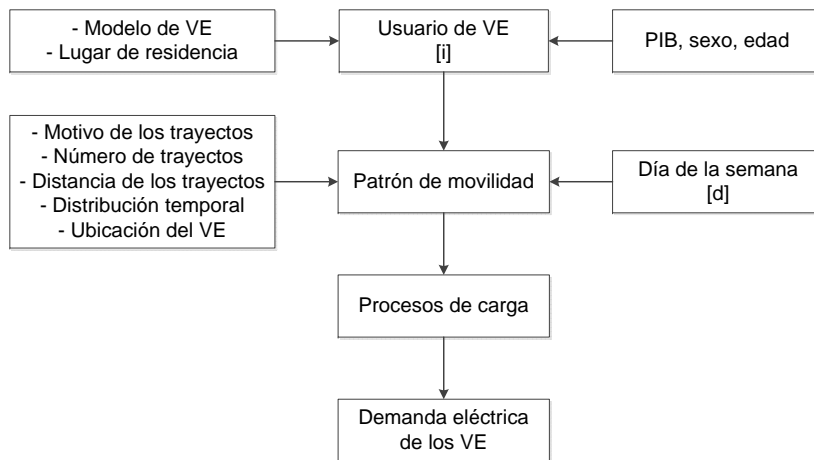 - Modelo de VE
- Lugar de residencia
Usuario de VE
[i]
PIB, sexo, edad
- Motivo de los trayectos
- Número de trayectos
- Distancia de los trayectos
- Distribución temporal
- Ubicación del VE
Patrón de movilidad
Día de la semana
[d]
Procesos de carga
Demanda eléctrica
de los VE